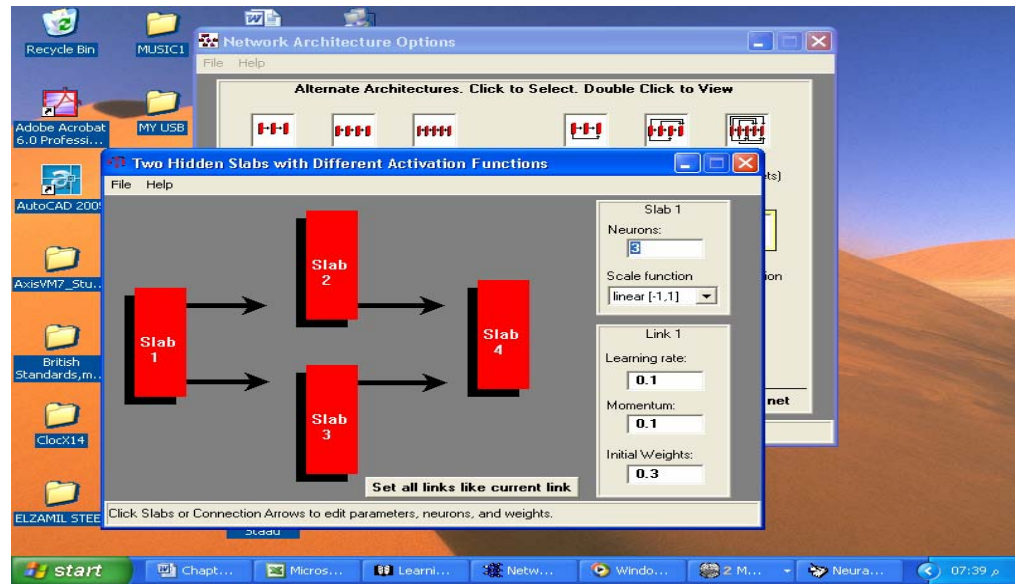 Recycle Bin
MUSIC1
Adobe Acrobat
6.0 Professi...
MY USB
AutoCAD 200
AxisVM7_Stu..
British
Standards,m..
ClocX14
ELZAMIL STEE
Network Architecture Options
File Help
Alternate Architectures. Click to Select. Double Click to View
ts)
ion
net
Two Hidden Slabs with Different Activation Functions
File Help
Slab
1
Slab
2
Slab
3
Slab
4
Slab 1
Neurons:
3
Scale function
linear [-1,1]
Link 1
Learning rate:
0.1
Momentum:
0.1
Initial Weights:
0.3
Set all links like current link
Click Slabs or Connection Arrows to edit parameters, neurons, and weights.
start
Chapt...
Micros...
Learni...
Netw...
Windo...
2 M...
Neura...
07:39 م